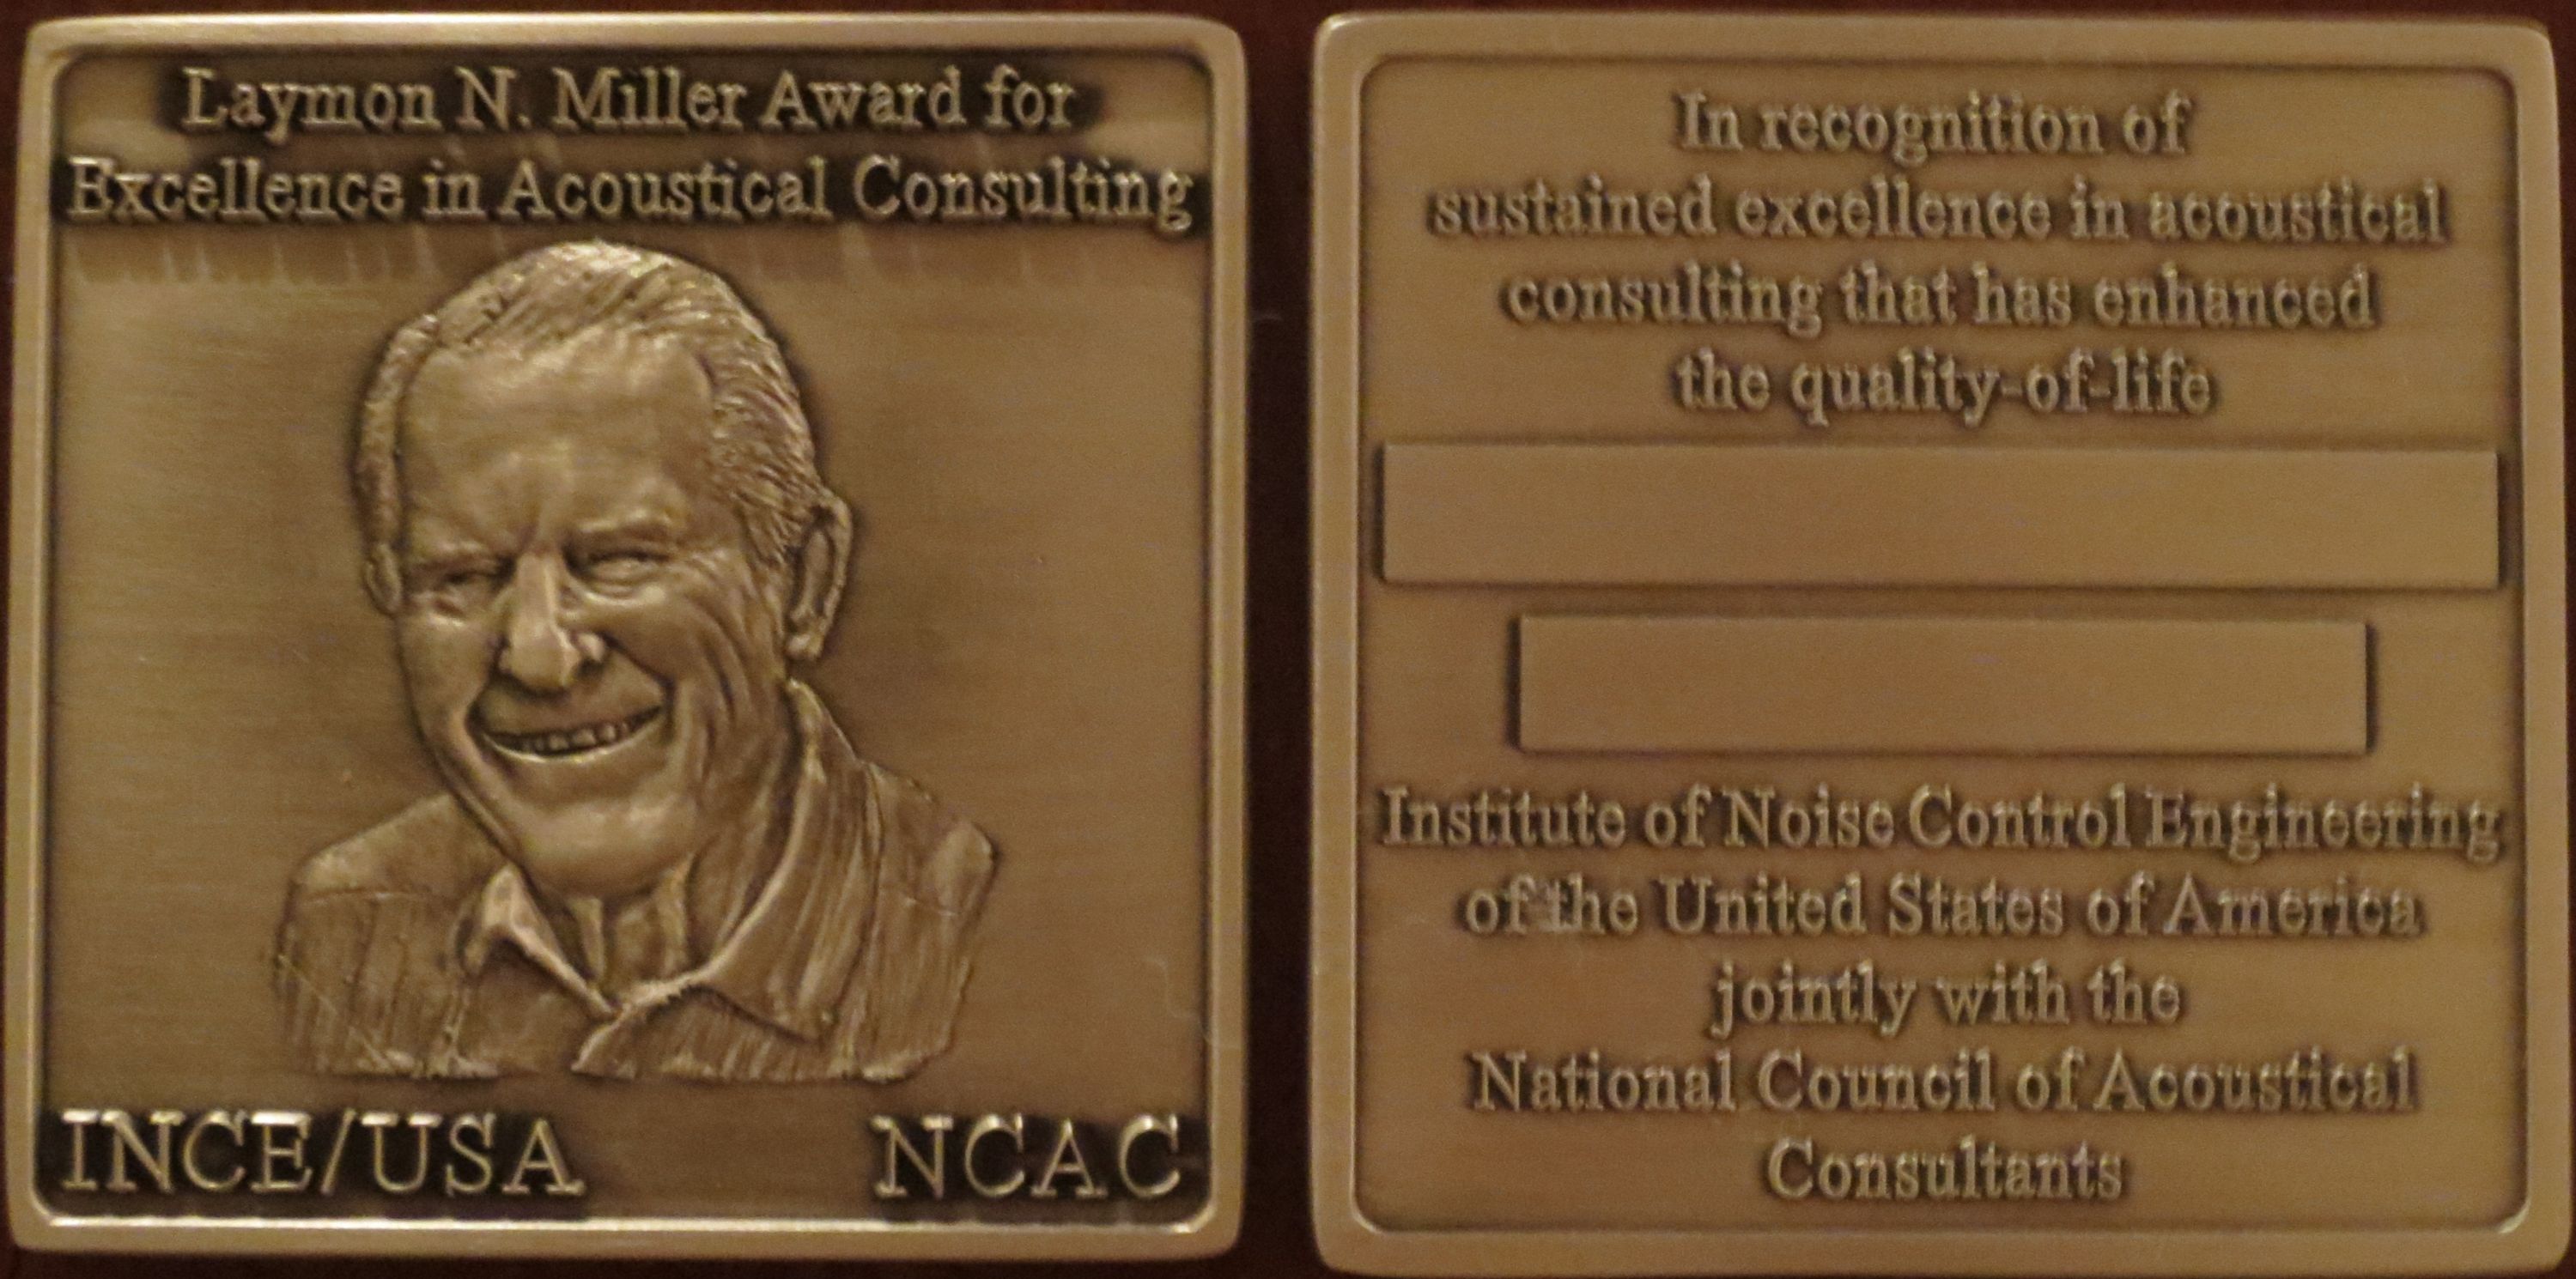 Laymon N. Miller Award for
Excellence in Acoustical Consulting
INCE/USA NCAC
In recognition of
sustained excellence in acoustical
consulting that has enhanced
the quality-of-life
Institute of Noise Control Engineering
of the United States of America
jointly with the
National Council of Acoustical
Consultants